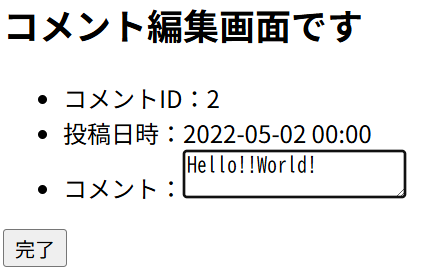 コメント編集画面です
コメントID：2
投稿日時：2022-05-02 00:00
コメント：Hello!!World!
完了